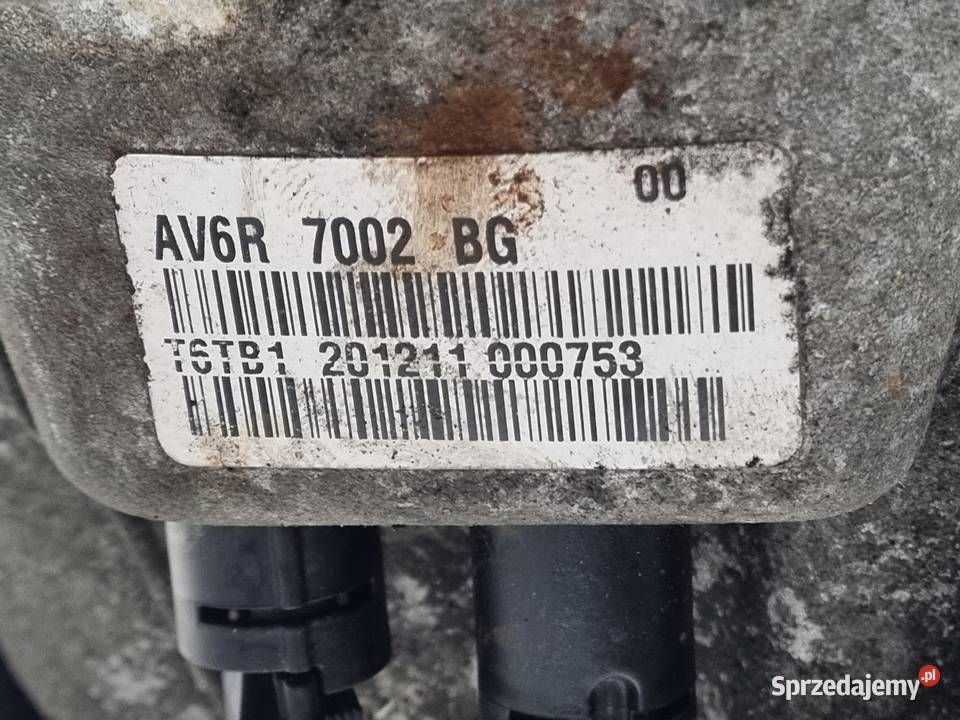 00
AV6R 7002 BG
T6TB1 201211 000753
Sprzedajemy.pl